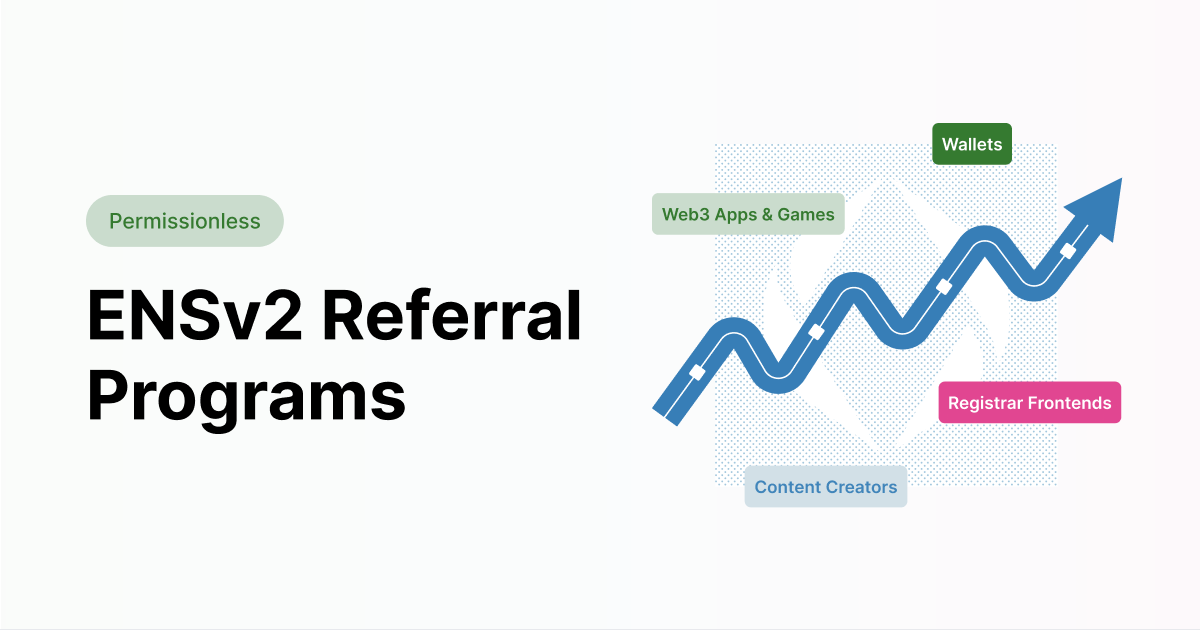 Permissionless
ENSv2 Referral
Programs
Wallets
Web3 Apps & Games
Registrar Frontends
Content Creators